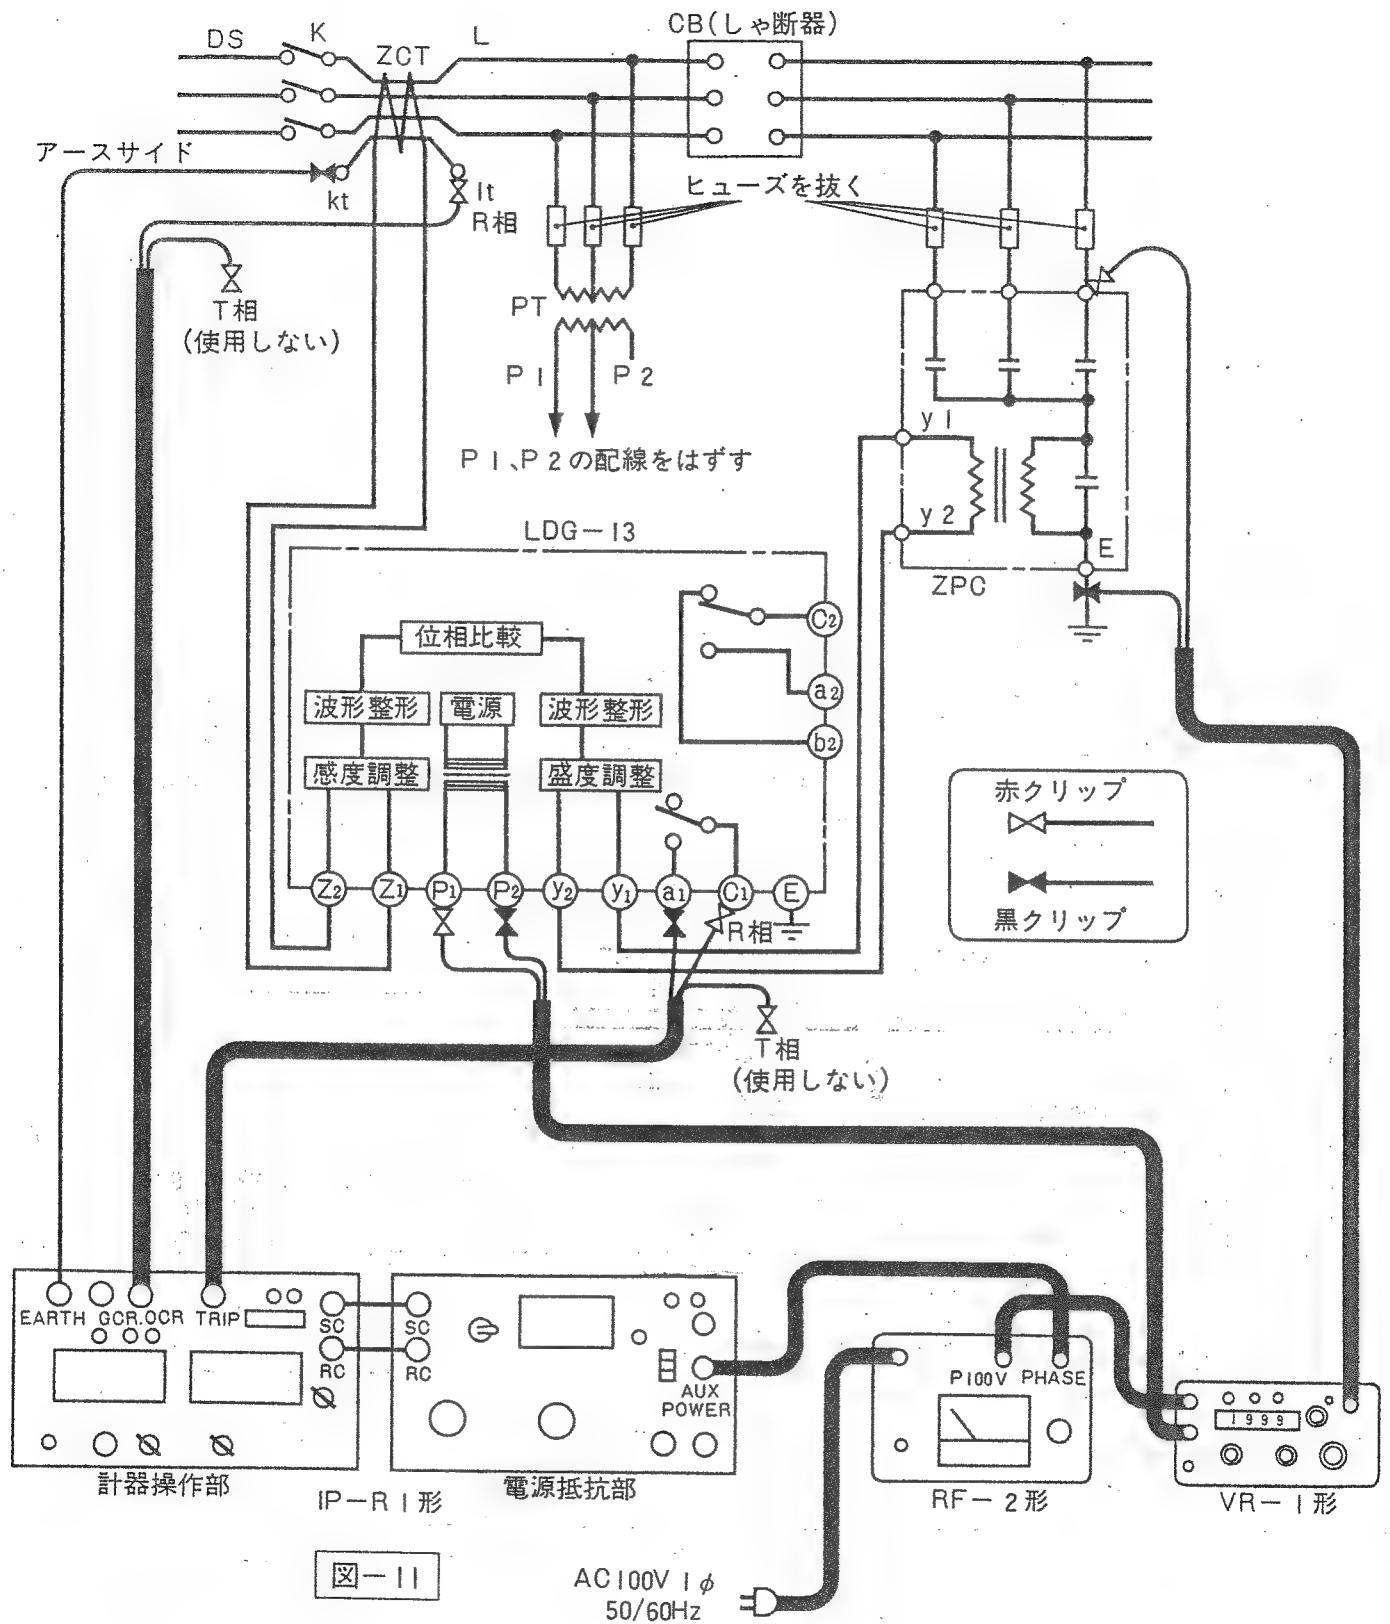 CB(しゃ断器)
DS
K
ZCT
L
アースサイド
kt
lt
R相
T相
(使用しない)
ヒューズを抜く
PT
P1
P2
P1、P2の配線をはずす
y1
y2
E
ZPC
LDG-13
位相比較
波形整形
電源
波形整形
感度調整
盛度調整
C2
a2
b2
Z2
Z1
P1
P2
y2
y1
a1
C1
E
R相
T相
(使用しない)
赤クリップ
黒クリップ
EARTH
GCR.OCR
TRIP
SC
RC
SC
RC
AUX
POWER
P100V
PHASE
1999
計器操作部
IP-R1形
電源抵抗部
RF-2形
VR-1形
図-11
AC100V 1φ
50/60Hz